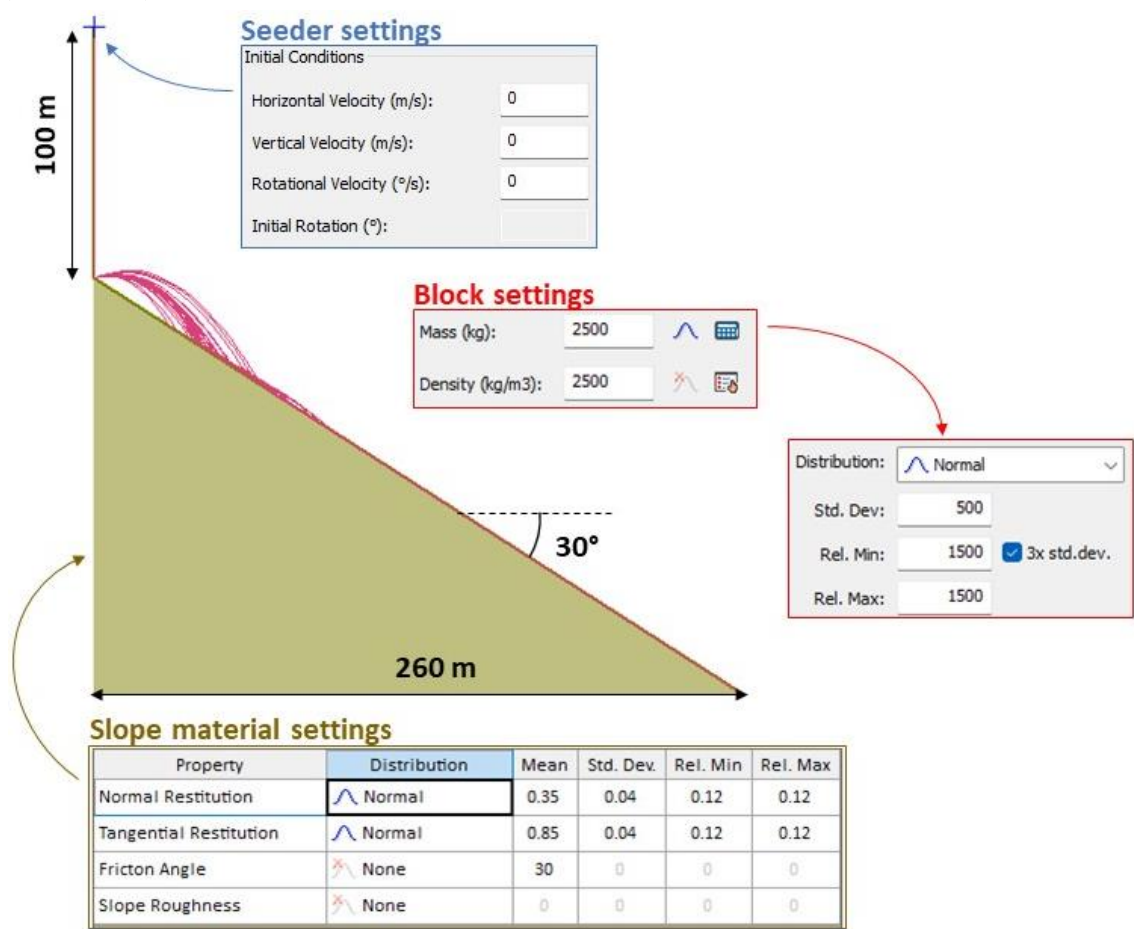 Seeder settings
Initial Conditions
Horizontal Velocity (m/s): 0
Vertical Velocity (m/s): 0
Rotational Velocity (°/s): 0
Initial Rotation (°):
100 m
Block settings
Mass (kg): 2500
Density (kg/m3): 2500
Distribution: Normal
Std. Dev: 500
Rel. Min: 1500 3x std.dev.
Rel. Max: 1500
30°
260 m
Slope material settings
Property Distribution Mean Std. Dev. Rel. Min Rel. Max
Normal Restitution Normal 0.35 0.04 0.12 0.12
Tangential Restitution Normal 0.85 0.04 0.12 0.12
Fricton Angle None 30 0 0 0
Slope Roughness None 0 0 0 0